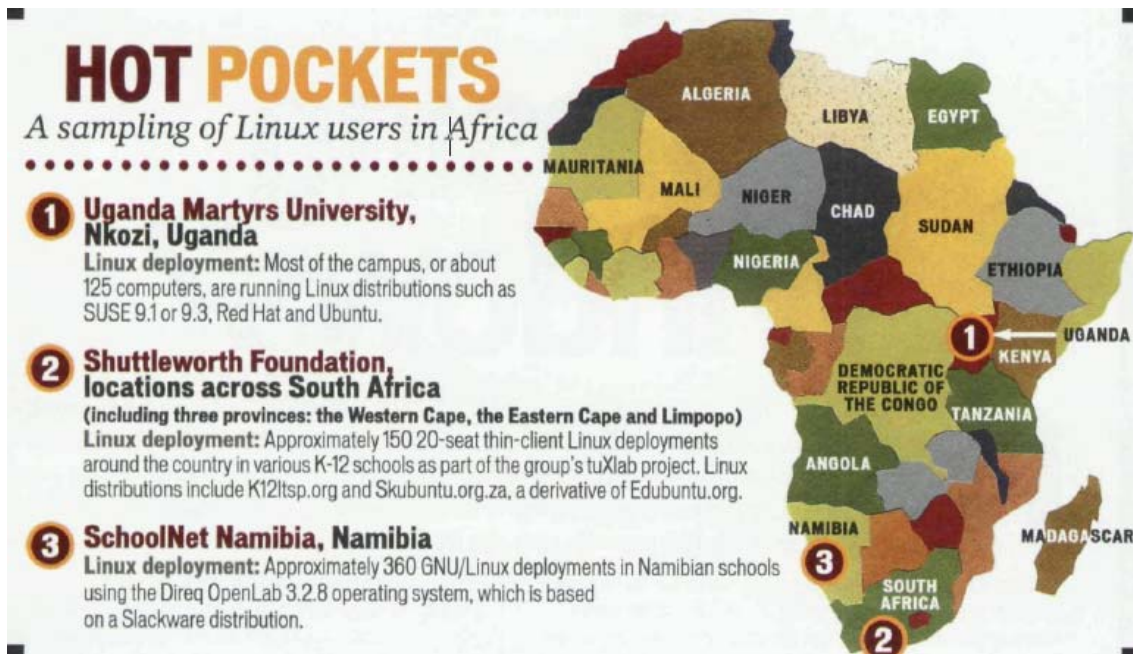 HOT POCKETS
A sampling of Linux users in Africa
1 Uganda Martyrs University,
Nkozi, Uganda
Linux deployment: Most of the campus, or about
125 computers, are running Linux distributions such as
SUSE 9.1 or 9.3, Red Hat and Ubuntu.
2 Shuttleworth Foundation,
locations across South Africa
(including three provinces: the Western Cape, the Eastern Cape and Limpopo)
Linux deployment: Approximately 150 20-seat thin-client Linux deployments
around the country in various K-12 schools as part of the group's tuXlab project. Linux
distributions include K12ltsp.org and Skubuntu.org.za, a derivative of Edubuntu.org.
3 SchoolNet Namibia, Namibia
Linux deployment: Approximately 360 GNU/Linux deployments in Namibian schools
using the Direq OpenLab 3.2.8 operating system, which is based
on a Slackware distribution.
ALGERIA
LIBYA
EGYPT
MAURITANIA
MALI
NIGER
CHAD
SUDAN
NIGERIA
ETHIOPIA
1
UGANDA
KENYA
DEMOCRATIC
REPUBLIC OF
THE CONGO
TANZANIA
ANGOLA
NAMIBIA
MADAGASCAR
3
SOUTH
AFRICA
2